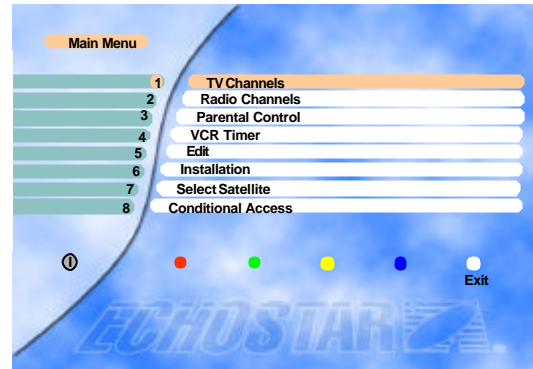 Main Menu
1 TV Channels
2 Radio Channels
3 Parental Control
4 VCR Timer
5 Edit
6 Installation
7 Select Satellite
8 Conditional Access
Exit
ECHOSTAR